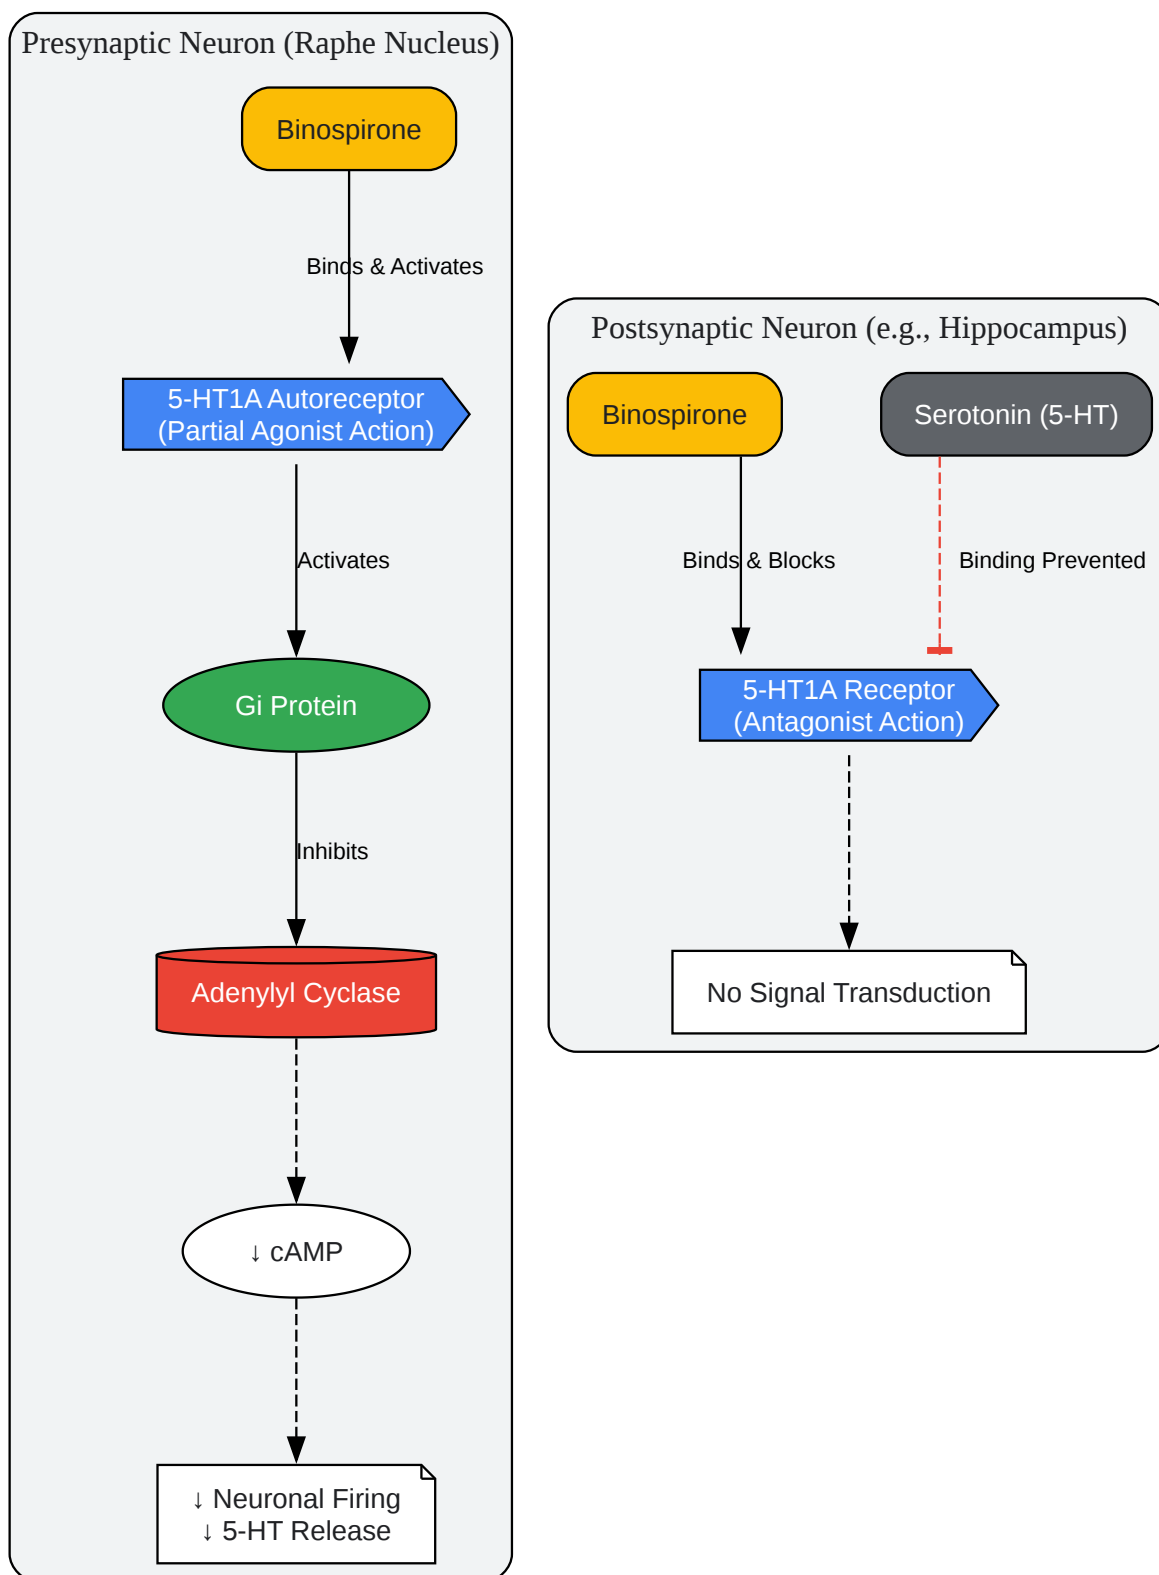 Presynaptic Neuron (Raphe Nucleus)
Binospirone
Binds & Activates
5-HT1A Autoreceptor
(Partial Agonist Action)
Activates
Gi Protein
Inhibits
Adenylyl Cyclase
↓ cAMP
↓ Neuronal Firing
↓ 5-HT Release
Postsynaptic Neuron (e.g., Hippocampus)
Binospirone
Serotonin (5-HT)
Binds & Blocks
Binding Prevented
5-HT1A Receptor
(Antagonist Action)
No Signal Transduction